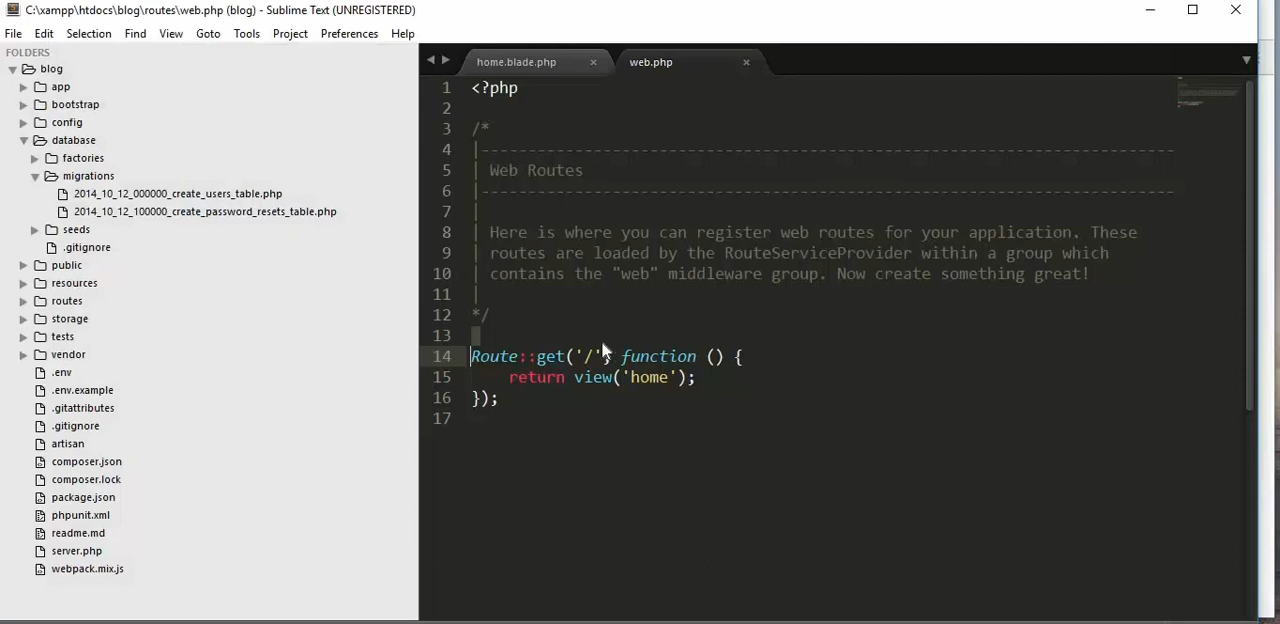 C:\xampp\htdocs\blog\routes\web.php (blog) - Sublime Text (UNREGISTERED)
File Edit Selection Find View Goto Tools Project Preferences Help
FOLDERS
blog
app
bootstrap
config
database
factories
migrations
2014_10_12_000000_create_users_table.php
2014_10_12_100000_create_password_resets_table.php
seeds
.gitignore
public
resources
routes
storage
tests
vendor
.env
.env.example
.gitattributes
.gitignore
artisan
composer.json
composer.lock
package.json
phpunit.xml
readme.md
server.php
webpack.mix.js
home.blade.php × web.php ×
1 <?php
2
3 /*
4 |--------------------------------------------------------------------------
5 | Web Routes
6 |--------------------------------------------------------------------------
7 |
8 | Here is where you can register web routes for your application. These
9 | routes are loaded by the RouteServiceProvider within a group which
10 | contains the "web" middleware group. Now create something great!
11 |
12 */
13
14 Route::get('/', function () {
15     return view('home');
16 });
17